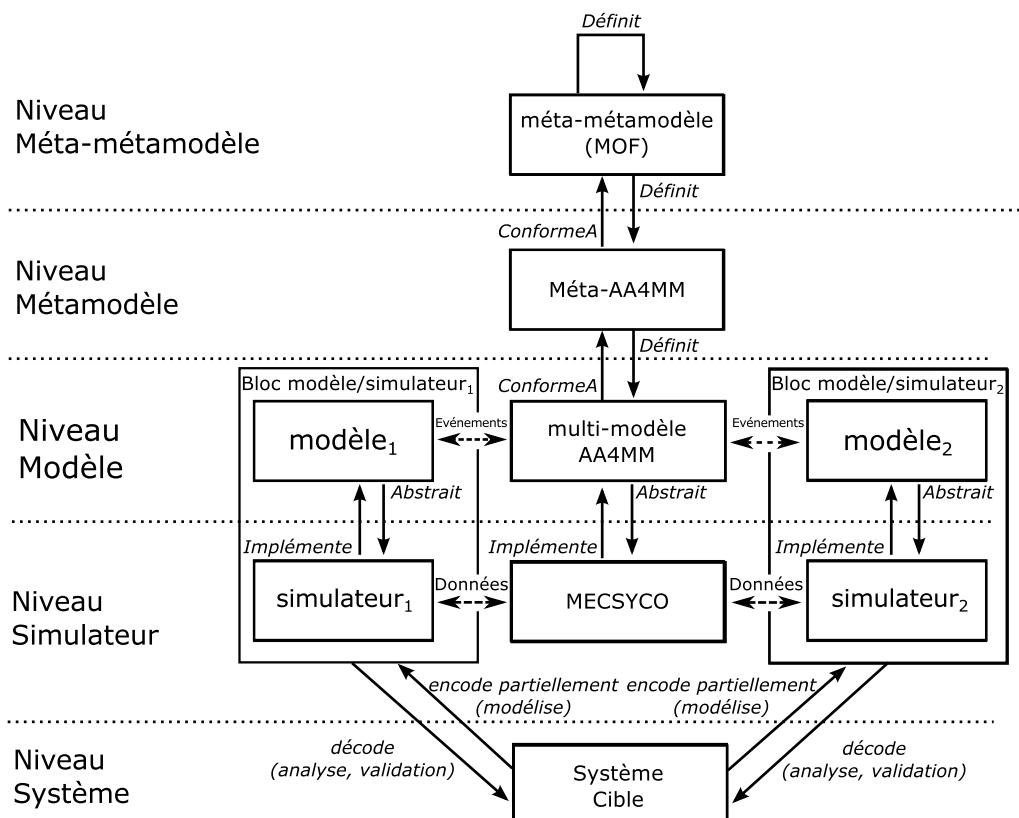 Définit
Niveau
Méta-métamodèle
méta-métamodèle
(MOF)
Définit
ConformeA
Niveau
Métamodèle
Méta-AA4MM
Définit
ConformeA
Bloc modèle/simulateur₁
Bloc modèle/simulateur₂
Niveau
Modèle
modèle₁
Evénements
multi-modèle
AA4MM
Evénements
modèle₂
Abstrait
Abstrait
Abstrait
Implémente
Implémente
Implémente
Niveau
Simulateur
simulateur₁
Données
MECSYCO
Données
simulateur₂
encode partiellement
(modélise)
encode partiellement
(modélise)
Niveau
Système
décode
(analyse, validation)
Système
Cible
décode
(analyse, validation)